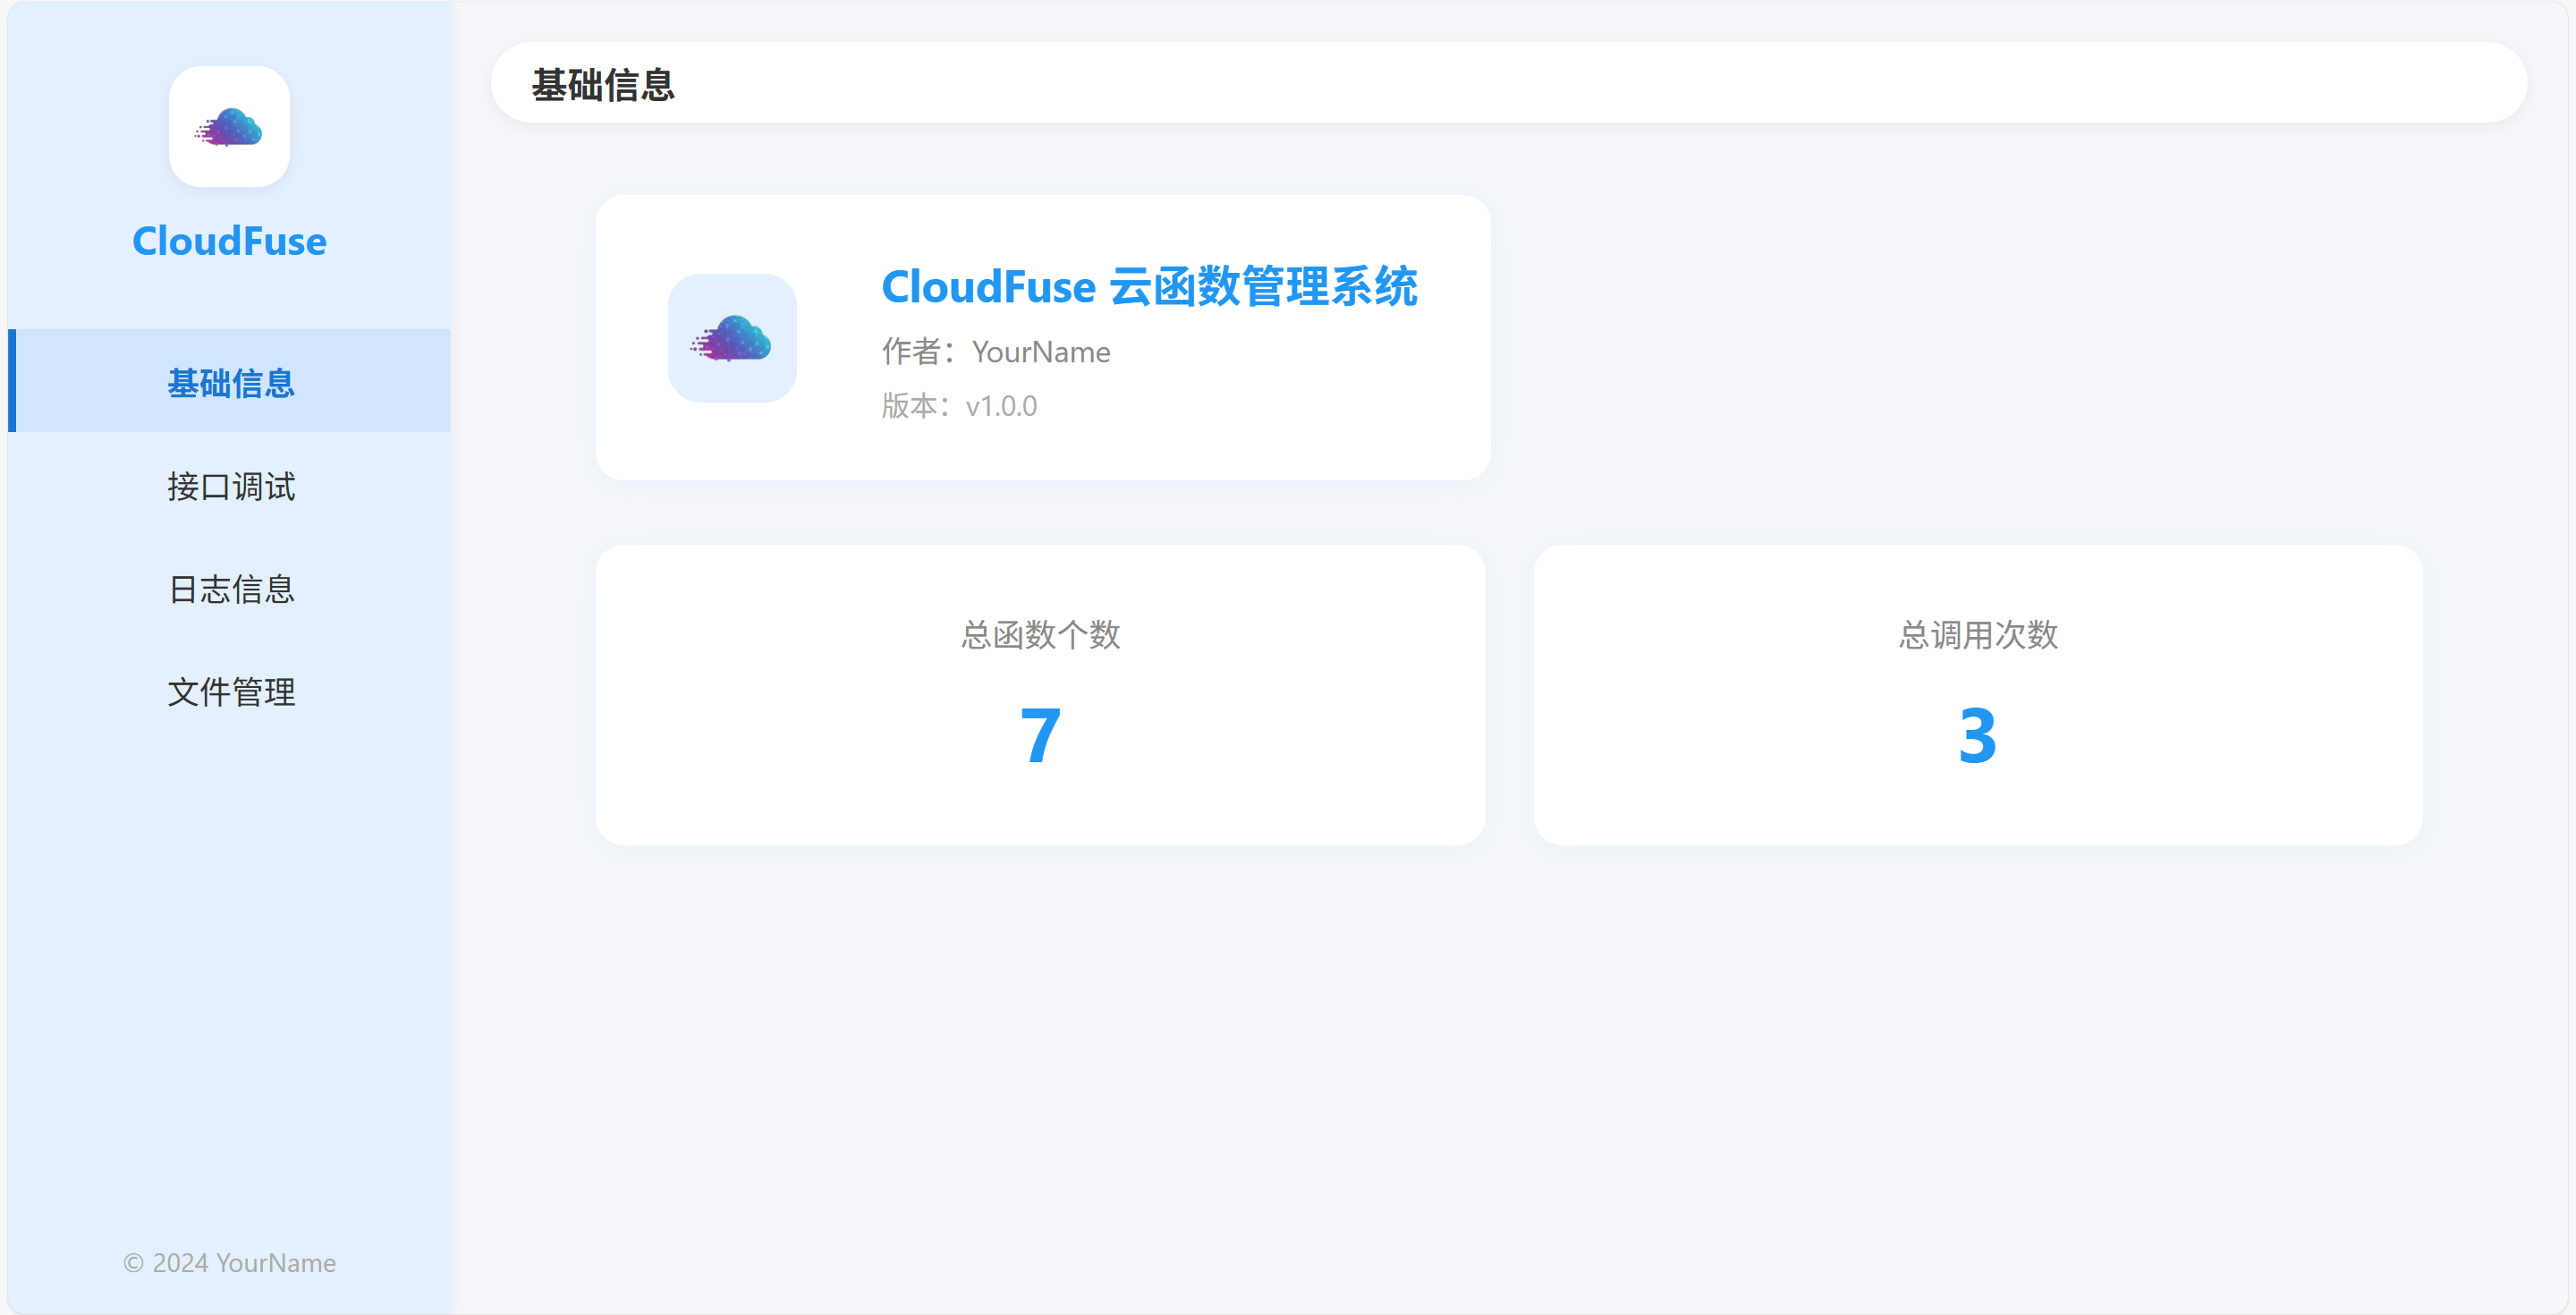 CloudFuse
基础信息
接口调试
日志信息
文件管理
© 2024 YourName
基础信息
CloudFuse 云函数管理系统
作者：YourName
版本：v1.0.0
总函数个数
7
总调用次数
3